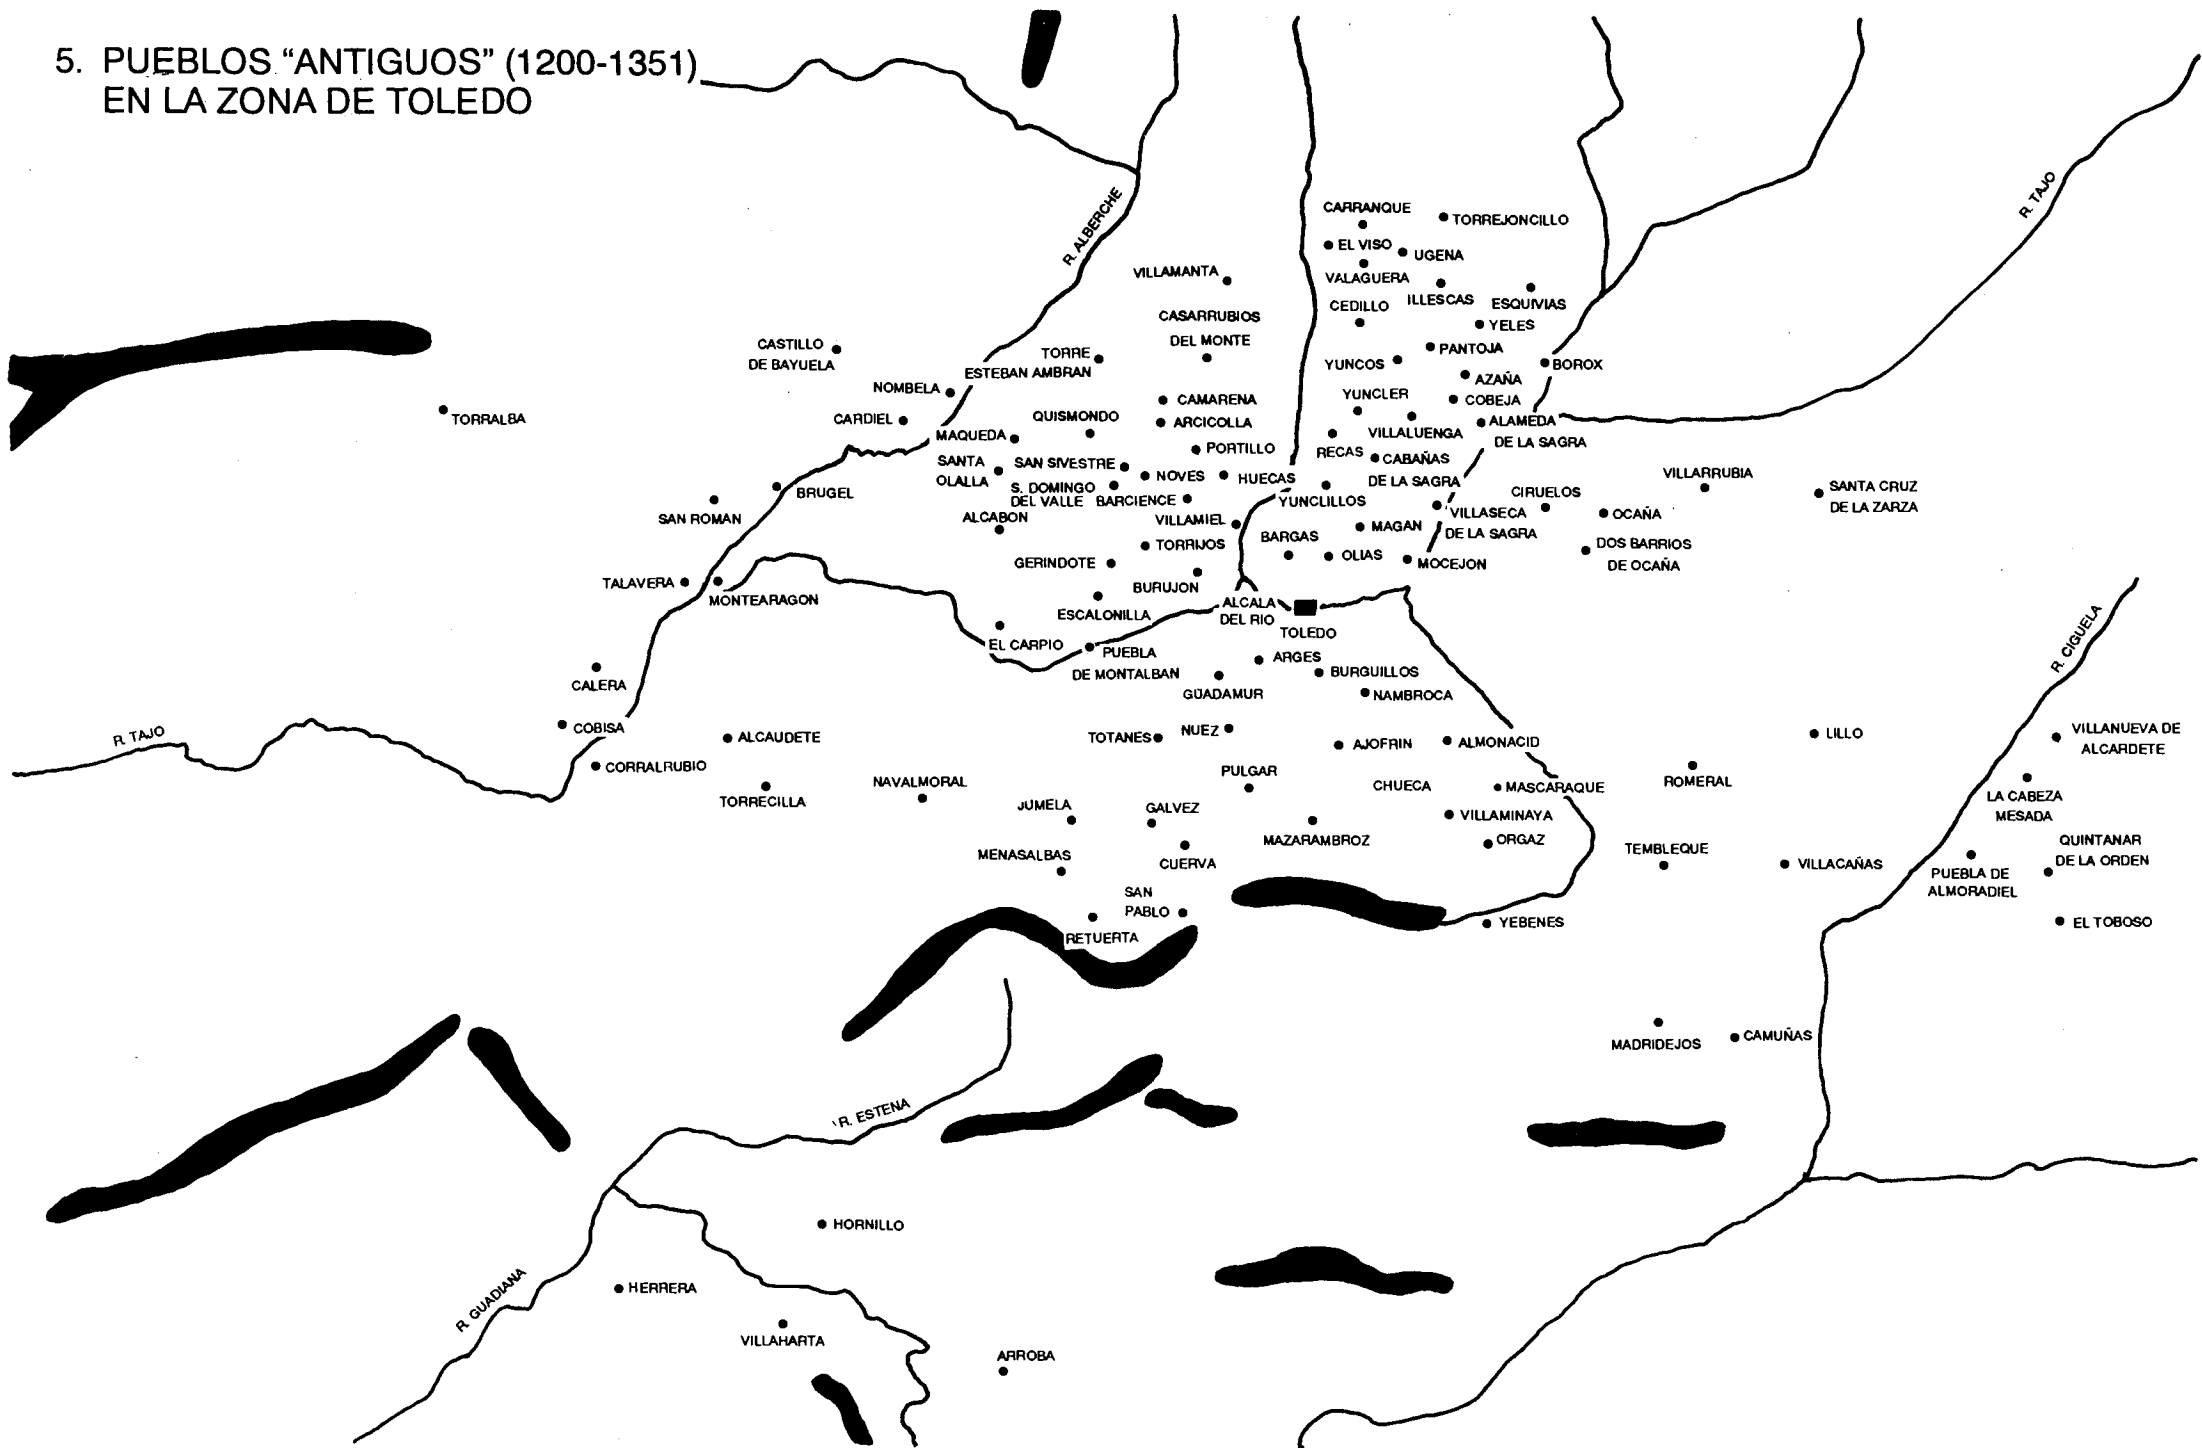 5. PUEBLOS "ANTIGUOS" (1200-1351)
EN LA ZONA DE TOLEDO
R. ALBERCHE
R. TAJO
CARRANQUE
TORREJONCILLO
EL VISO
UGENA
VILLAMANTA
VALAGUERA
ILLESCAS
ESQUIVIAS
CEDILLO
CASARRUBIOS
DEL MONTE
YELES
CASTILLO
DE BAYUELA
TORRE
ESTEBAN AMBRAN
PANTOJA
YUNCOS
BOROX
AZAÑA
NOMBELA
CAMARENA
YUNCLER
COBEJA
TORRALBA
CARDIEL
QUISMONDO
ARCICOLLA
ALAMEDA
DE LA SAGRA
MAQUEDA
VILLALUENGA
PORTILLO
RECAS
CABAÑAS
DE LA SAGRA
SANTA
OLALLA
SAN SIVESTRE
NOVES
HUECAS
VILLARRUBIA
S. DOMINGO
DEL VALLE
BARCIENCE
YUNCLILLOS
CIRUELOS
SANTA CRUZ
DE LA ZARZA
BRUGEL
SAN ROMAN
ALCABON
VILLAMIEL
MAGAN
VILLASECA
DE LA SAGRA
OCAÑA
BARGAS
TORRIJOS
OLIAS
MOCEJON
DOS BARRIOS
DE OCAÑA
GERINDOTE
TALAVERA
MONTEARAGON
BURUJON
ESCALONILLA
ALCALA
DEL RIO
TOLEDO
R. CIGUELA
EL CARPIO
PUEBLA
DE MONTALBAN
ARGES
BURGUILLOS
CALERA
GUADAMUR
NAMBROCA
COBISA
R. TAJO
ALCAUDETE
TOTANES
NUEZ
AJOFRIN
ALMONACID
LILLO
VILLANUEVA DE
ALCARDETE
CORRALRUBIO
PULGAR
ROMERAL
TORRECILLA
NAVALMORAL
CHUECA
MASCARAQUE
LA CABEZA
MESADA
JUMELA
GALVEZ
VILLAMINAYA
MAZARAMBROZ
ORGAZ
QUINTANAR
DE LA ORDEN
MENASALBAS
CUERVA
TEMBLEQUE
VILLACAÑAS
PUEBLA DE
ALMORADIEL
SAN
PABLO
YEBENES
EL TOBOSO
RETUERTA
MADRIDEJOS
CAMUÑAS
R. ESTENA
HORNILLO
R. GUADIANA
HERRERA
VILLAHARTA
ARROBA